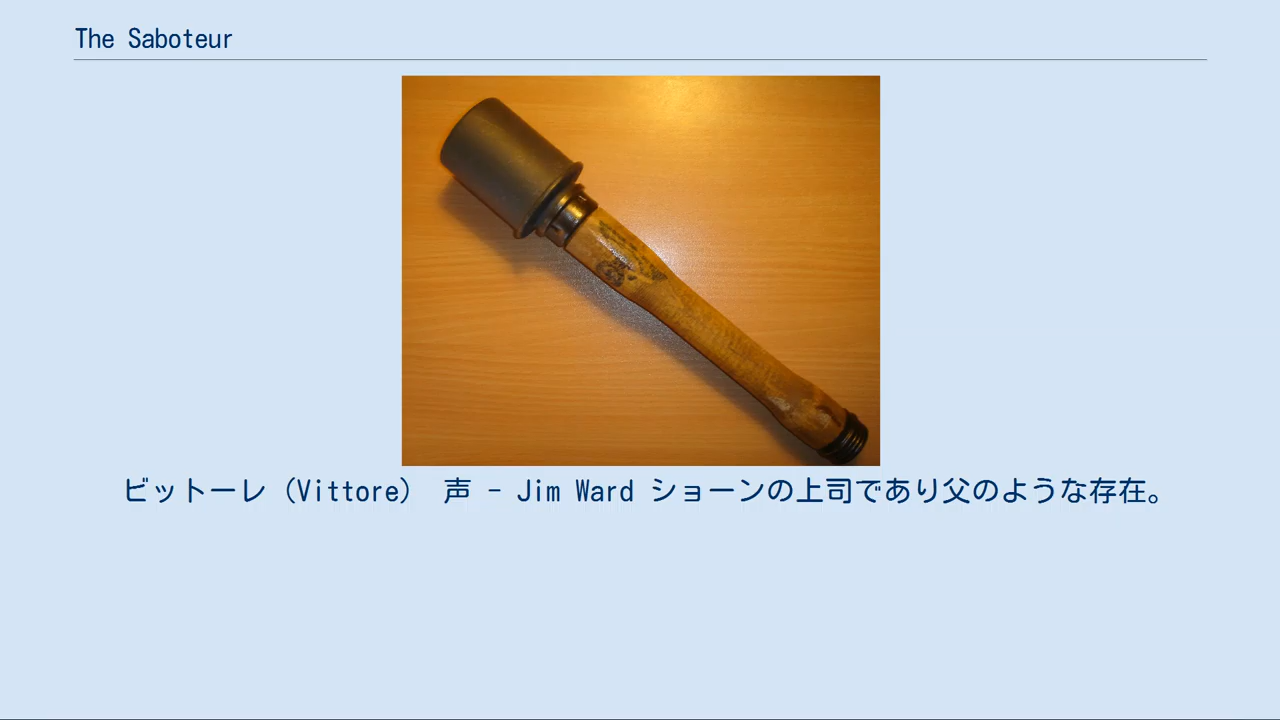 The Saboteur
ビットーレ（Vittore） 声 - Jim Ward ショーンの上司であり父のような存在。